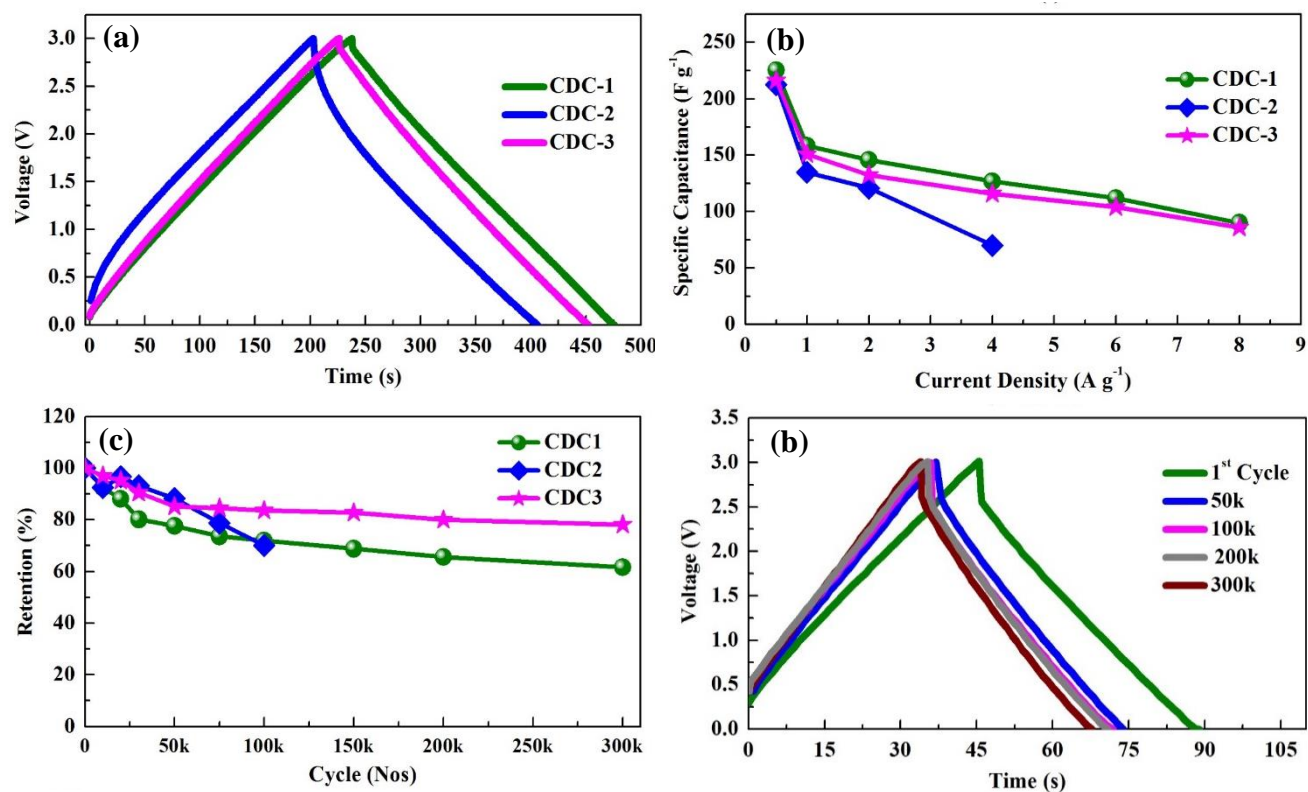 (a)
CDC-1
CDC-2
CDC-3
3.0
2.5
2.0
1.5
1.0
0.5
0.0
Voltage (V)
0 50 100 150 200 250 300 350 400 450 500
Time (s)
(b)
CDC-1
CDC-2
CDC-3
250
200
150
100
50
0
Specific Capacitance (F g⁻¹)
0 1 2 3 4 5 6 7 8 9
Current Density (A g⁻¹)
(c)
CDC1
CDC2
CDC3
120
100
80
60
40
20
0
Retention (%)
0 50k 100k 150k 200k 250k 300k
Cycle (Nos)
(b)
1st Cycle
50k
100k
200k
300k
3.5
3.0
2.5
2.0
1.5
1.0
0.5
0.0
Voltage (V)
0 15 30 45 60 75 90 105
Time (s)